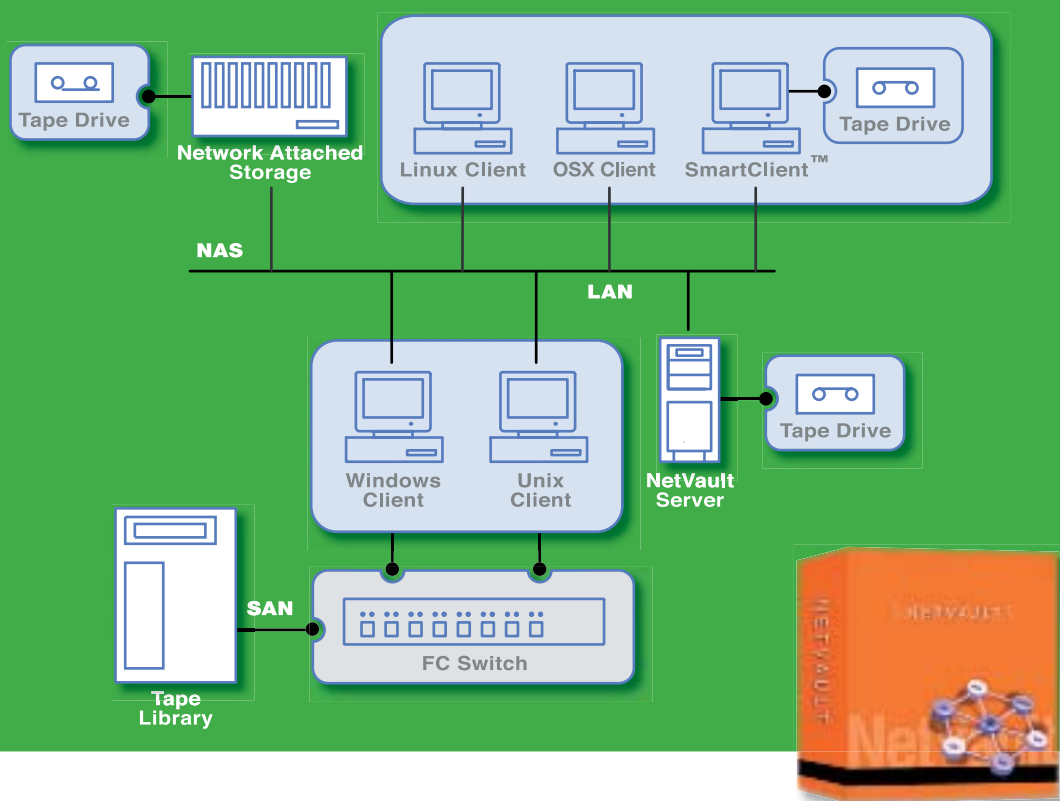 Tape Drive
Network Attached
Storage
Linux Client
OSX Client
SmartClient™
Tape Drive
NAS
LAN
Windows
Client
Unix
Client
NetVault
Server
Tape Drive
SAN
FC Switch
Tape
Library
NETVAULT